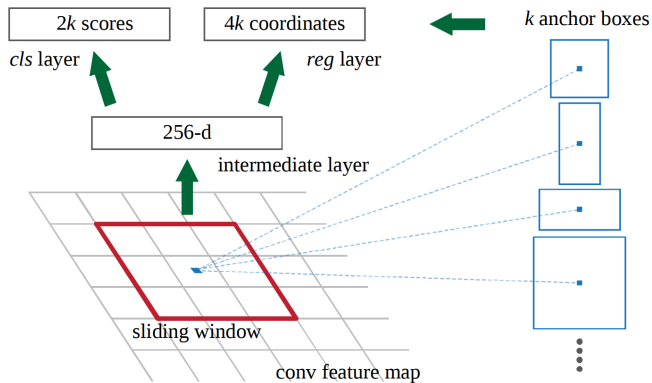 2k scores
4k coordinates
k anchor boxes
cls layer
reg layer
256-d
intermediate layer
sliding window
conv feature map